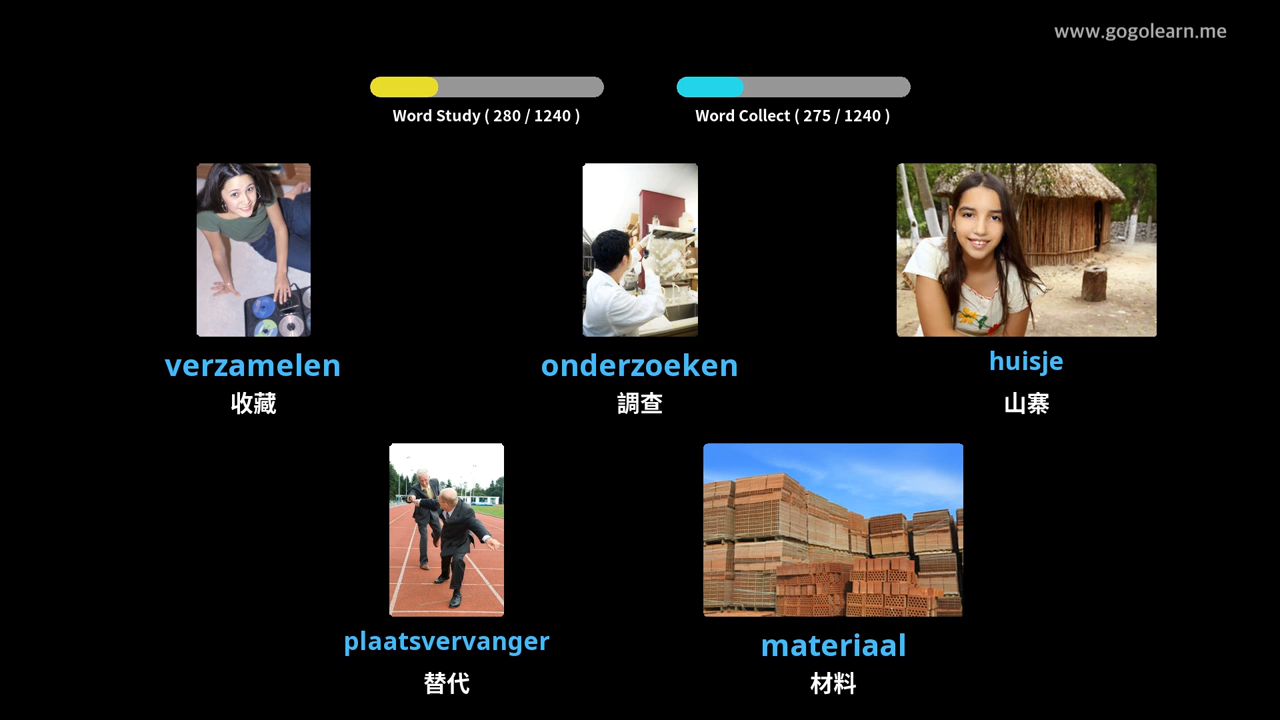 www.gogolearn.me
Word Study ( 280 / 1240 )
Word Collect ( 275 / 1240 )
verzamelen
收藏
onderzoeken
調查
huisje
山寨
plaatsvervanger
替代
materiaal
材料